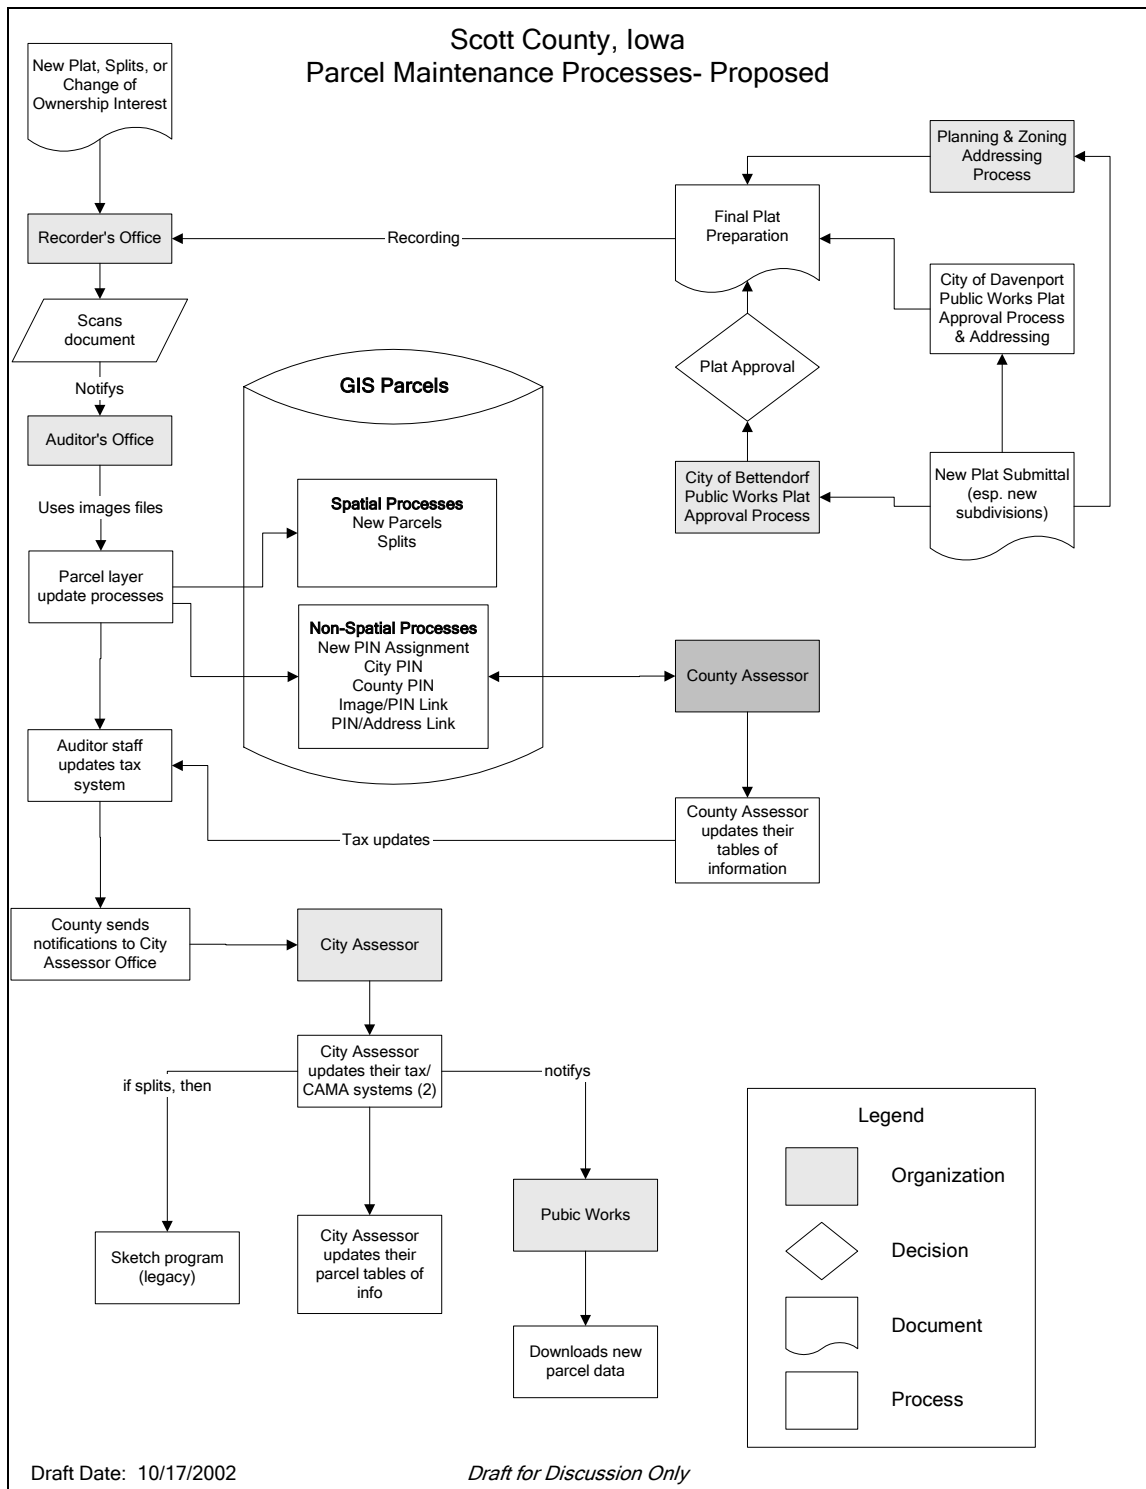 Scott County, Iowa
Parcel Maintenance Processes- Proposed
New Plat, Splits, or
Change of
Ownership Interest
Planning & Zoning
Addressing
Process
Recorder's Office
Recording
Final Plat
Preparation
City of Davenport
Public Works Plat
Approval Process
& Addressing
Scans
document
Plat Approval
Notifys
GIS Parcels
Auditor's Office
City of Bettendorf
Public Works Plat
Approval Process
New Plat Submittal
(esp. new
subdivisions)
Uses images files
Spatial Processes
New Parcels
Splits
Parcel layer
update processes
Non-Spatial Processes
New PIN Assignment
City PIN
County PIN
Image/PIN Link
PIN/Address Link
County Assessor
Auditor staff
updates tax
system
Tax updates
County Assessor
updates their
tables of
information
County sends
notifications to City
Assessor Office
City Assessor
City Assessor
updates their tax/
CAMA systems (2)
if splits, then
notifys
Sketch program
(legacy)
City Assessor
updates their
parcel tables of
info
Pubic Works
Downloads new
parcel data
Legend
Organization
Decision
Document
Process
Draft Date: 10/17/2002
Draft for Discussion Only